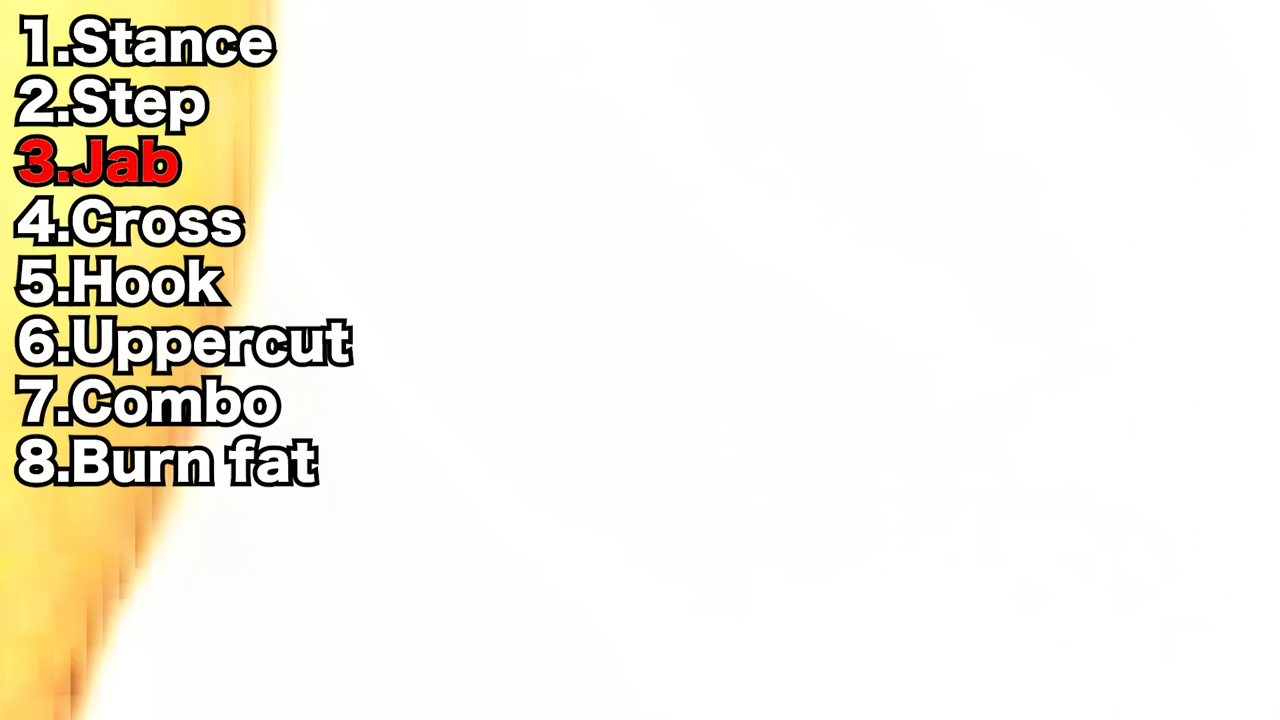 1.Stance
2.Step
3.Jab
4.Cross
5.Hook
6.Uppercut
7.Combo
8.Burn fat